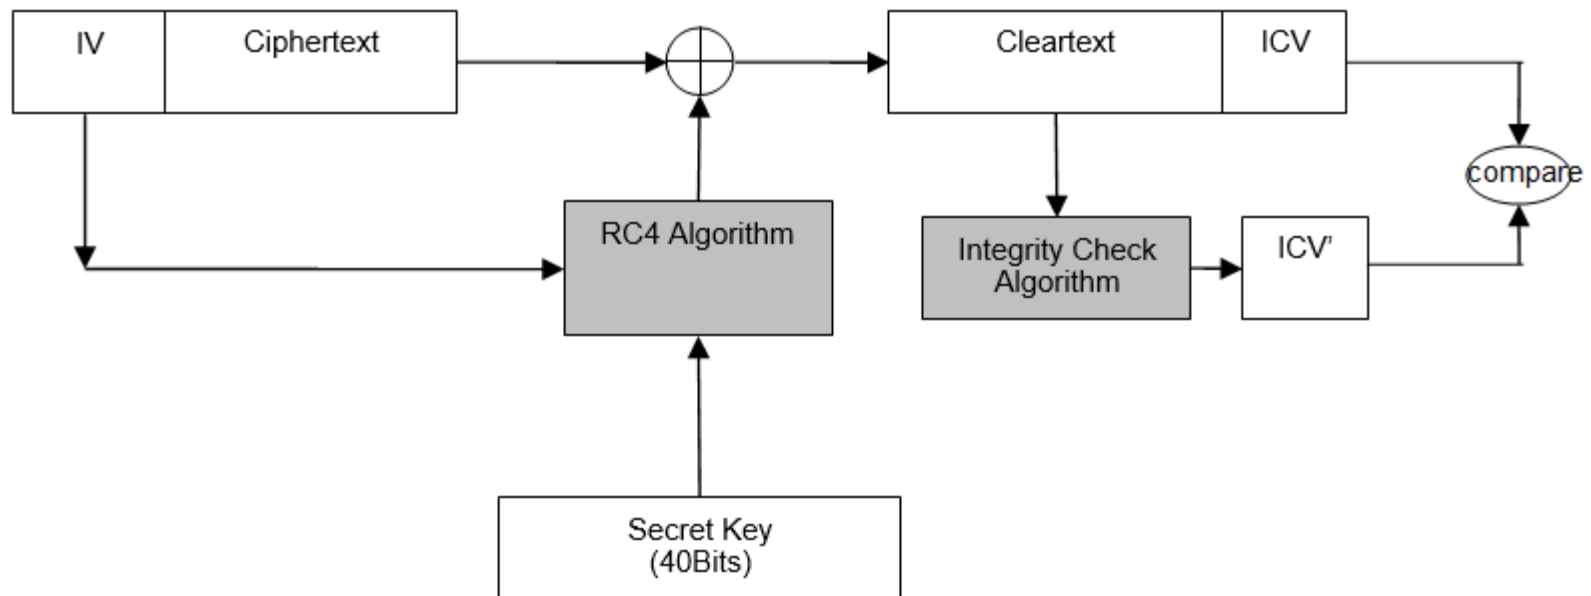 IV
Ciphertext
Cleartext
ICV
compare
RC4 Algorithm
Integrity Check
Algorithm
ICV'
Secret Key
(40Bits)